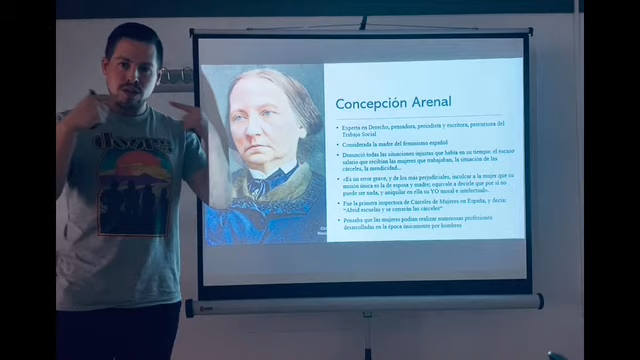 Concepción Arenal
Experta en Derecho, pensadora, periodista y escritora, precursora del
Trabajo Social
Considerada la madre del feminismo español
Denunció todas las situaciones injustas que había en su tiempo: el escaso
salario que recibían las mujeres que trabajaban, la situación de las
cárceles, la mendicidad...
«Es un error grave, y de los más perjudiciales, inculcar a la mujer que su
misión única es la de esposa y madre; equivale a decirle que por sí no
puede ser nada, y aniquilar en ella su YO moral e intelectual».
Fue la primera inspectora de Cárceles de Mujeres en España, y decía:
"Abrid escuelas y se cerrarán las cárceles"
Pensaba que las mujeres podían realizar numerosas profesiones
desarrolladas en la época únicamente por hombres